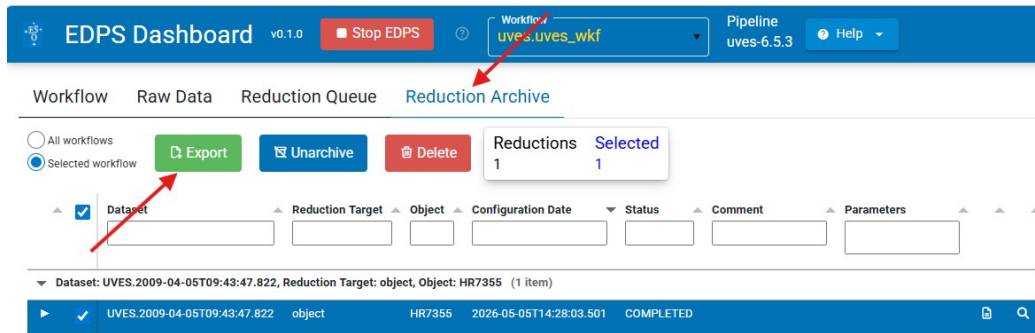 EDPS Dashboard v0.1.0 Stop EDPS Workflow uves.uves_wkf Pipeline uves-6.5.3 Help
Workflow Raw Data Reduction Queue Reduction Archive
All workflows
Selected workflow
Export Unarchive Delete
Reductions Selected
1 1
Dataset Reduction Target Object Configuration Date Status Comment Parameters
Dataset: UVES.2009-04-05T09:43:47.822, Reduction Target: object, Object: HR7355 (1 item)
UVES.2009-04-05T09:43:47.822 object HR7355 2026-05-05T14:28:03.501 COMPLETED